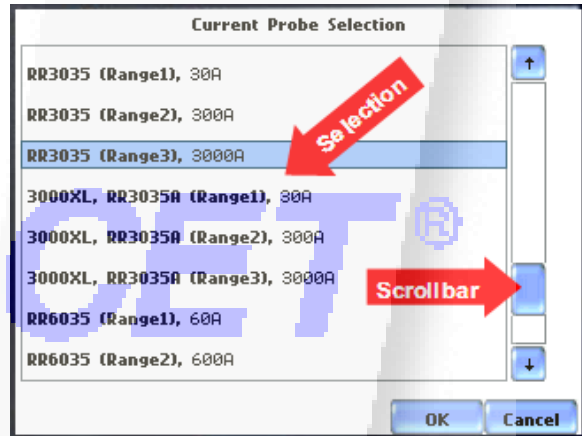 Current Probe Selection
RR3035 (Range1), 30A
RR3035 (Range2), 300A
Selection
RR3035 (Range3), 3000A
3000XL, RR3035A (Range1), 30A
3000XL, RR3035A (Range2), 300A
CET®
3000XL, RR3035A (Range3), 3000A
Scrollbar
RR6035 (Range1), 60A
RR6035 (Range2), 600A
OK Cancel